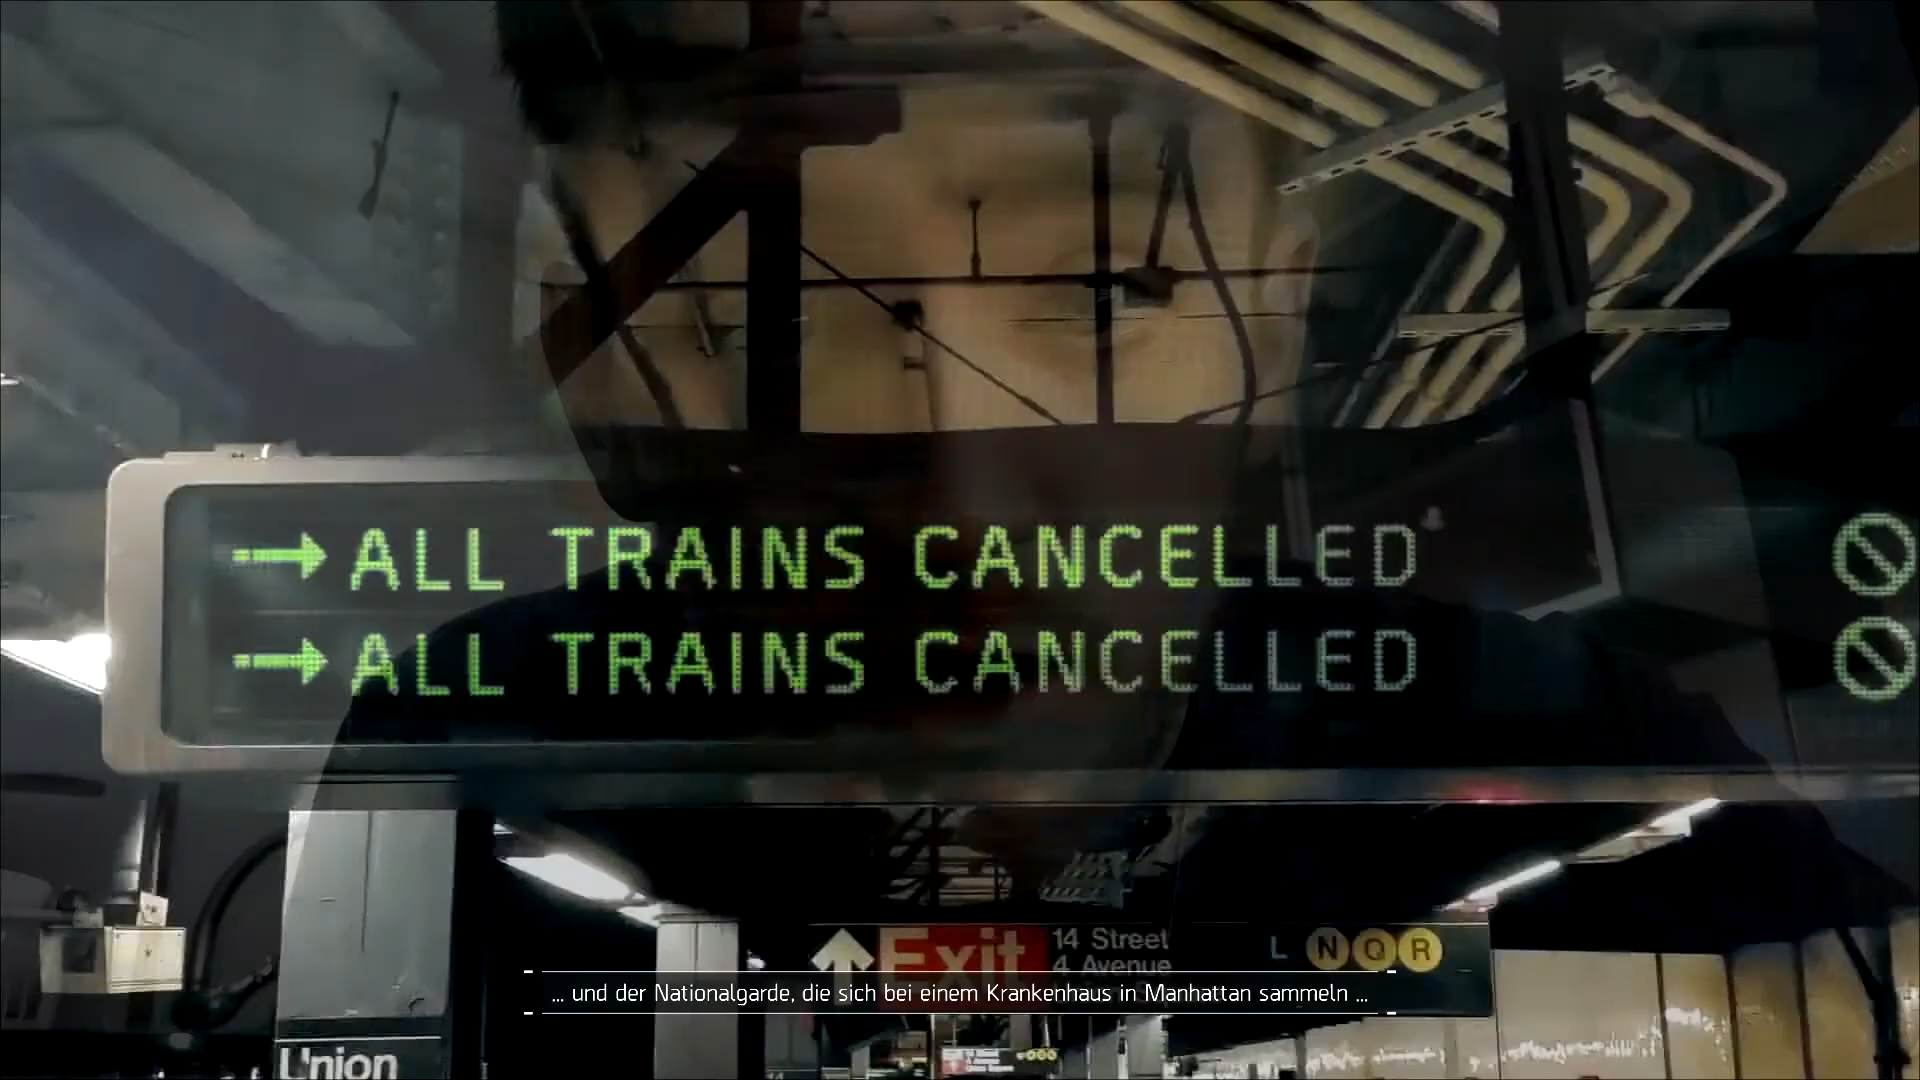 → ALL TRAINS CANCELLED
→ ALL TRAINS CANCELLED
Exit
14 Street
4 Avenue
L N Q R
... und der Nationalgarde, die sich bei einem Krankenhaus in Manhattan sammeln ...
Union